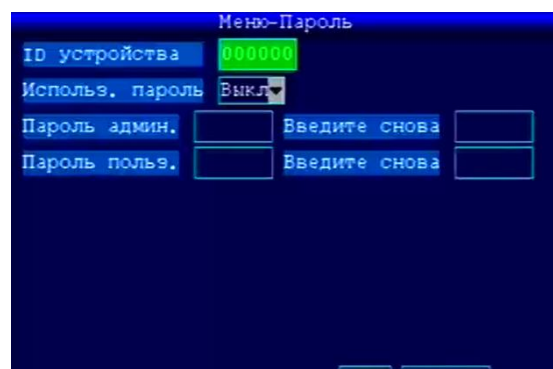 Меню-Пароль
ID устройства 000000
Использ. пароль Выкл
Пароль админ. Введите снова
Пароль польз. Введите снова